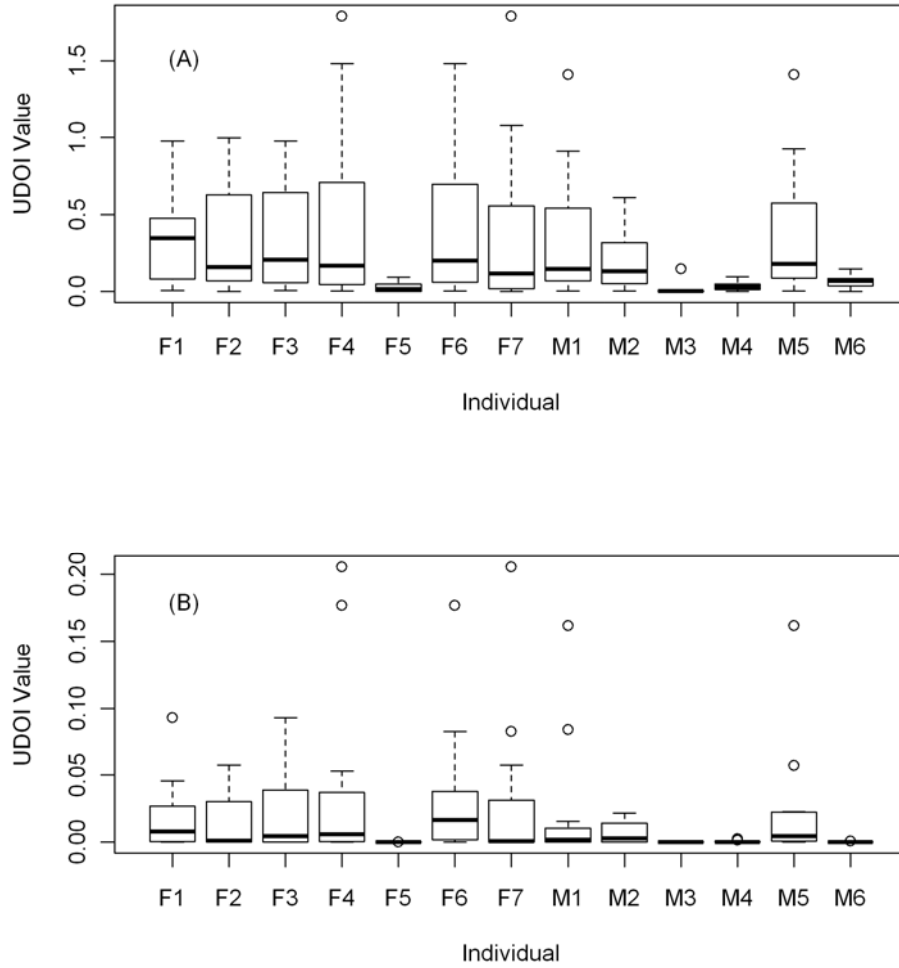 (A)
UDOI Value
1.5
1.0
0.5
0.0
F1 F2 F3 F4 F5 F6 F7 M1 M2 M3 M4 M5 M6
Individual
(B)
UDOI Value
0.20
0.15
0.10
0.05
0.00
F1 F2 F3 F4 F5 F6 F7 M1 M2 M3 M4 M5 M6
Individual